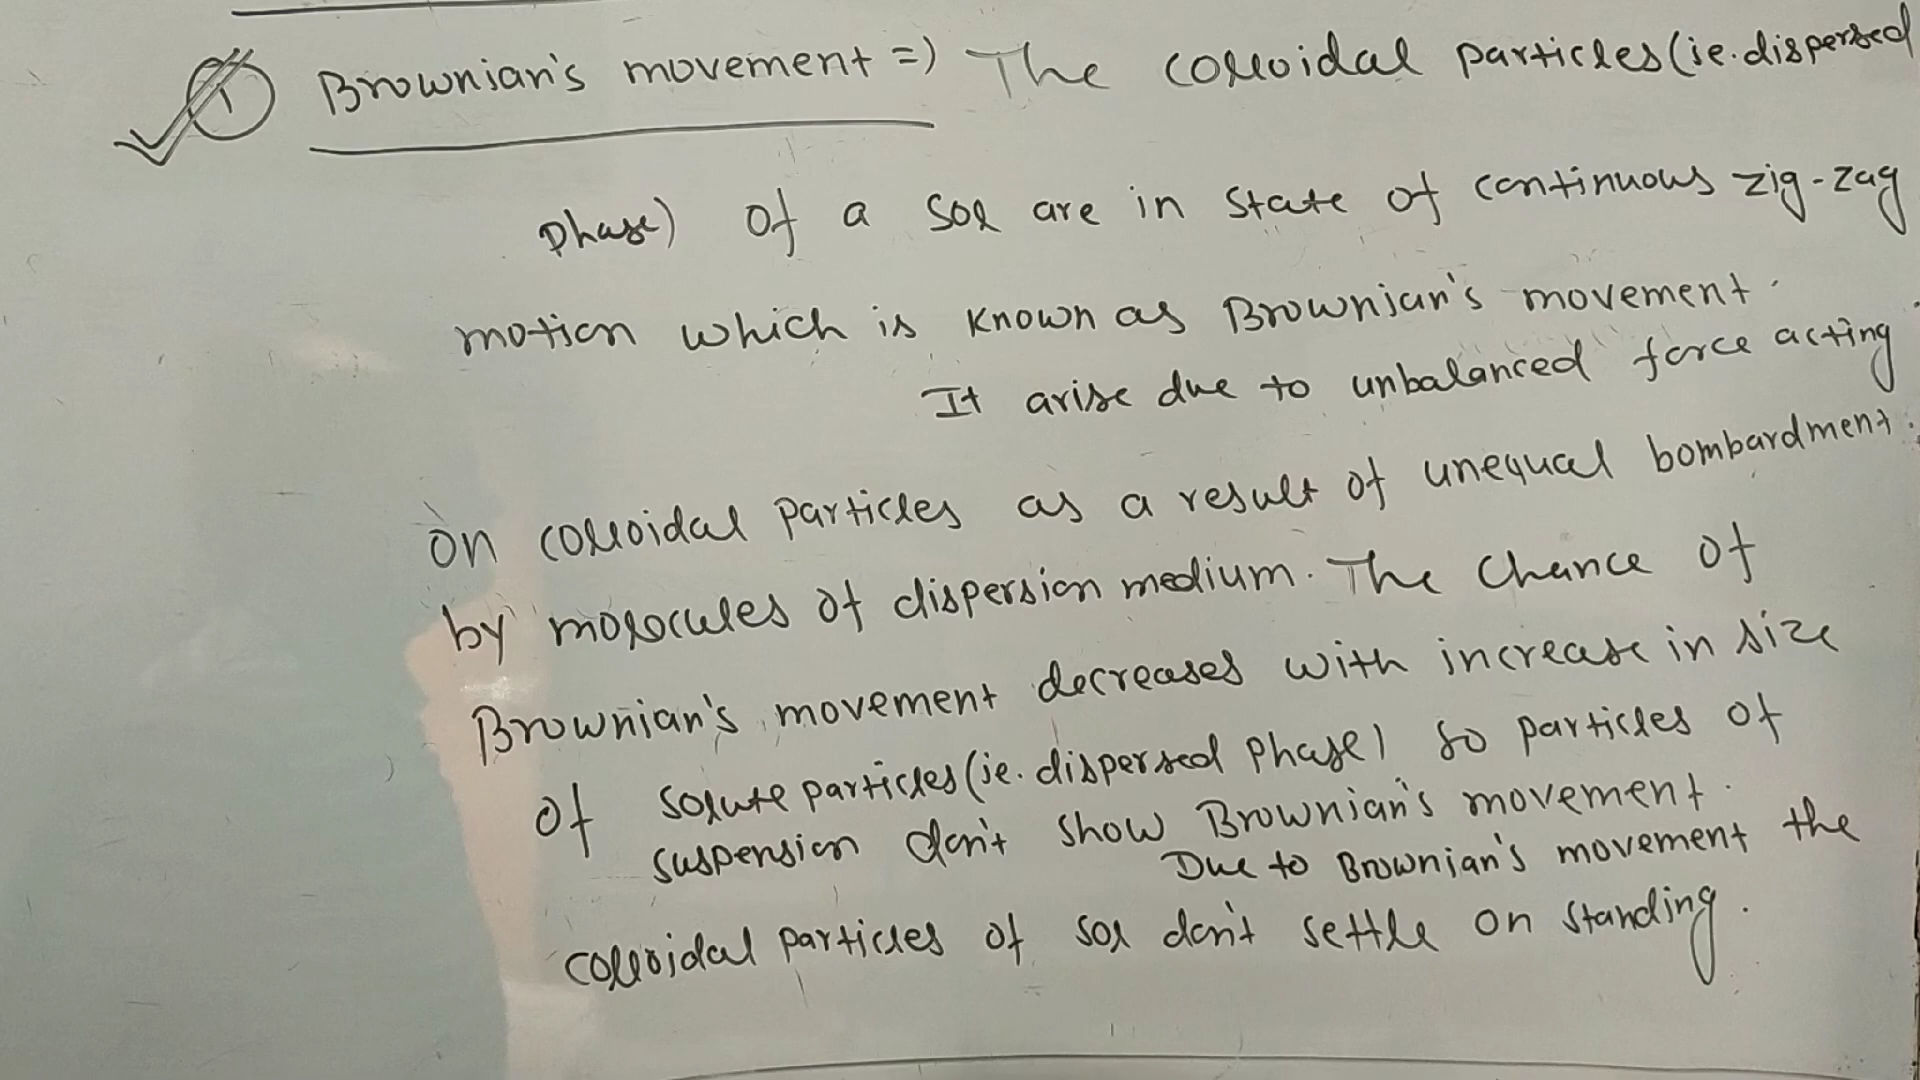 ① Brownian's movement => The colloidal particles (ie. dispersed
phase) of a sol are in state of continuous zig-zag
motion which is known as Brownian's movement.
It arise due to unbalanced force acting
on colloidal particles as a result of unequal bombardment
by molecules of dispersion medium. The chance of
Brownian's movement decreases with increase in size
of solute particles (ie. dispersed phase) so particles of
suspension don't show Brownian's movement.
Due to Brownian's movement the
colloidal particles of sol don't settle on standing.